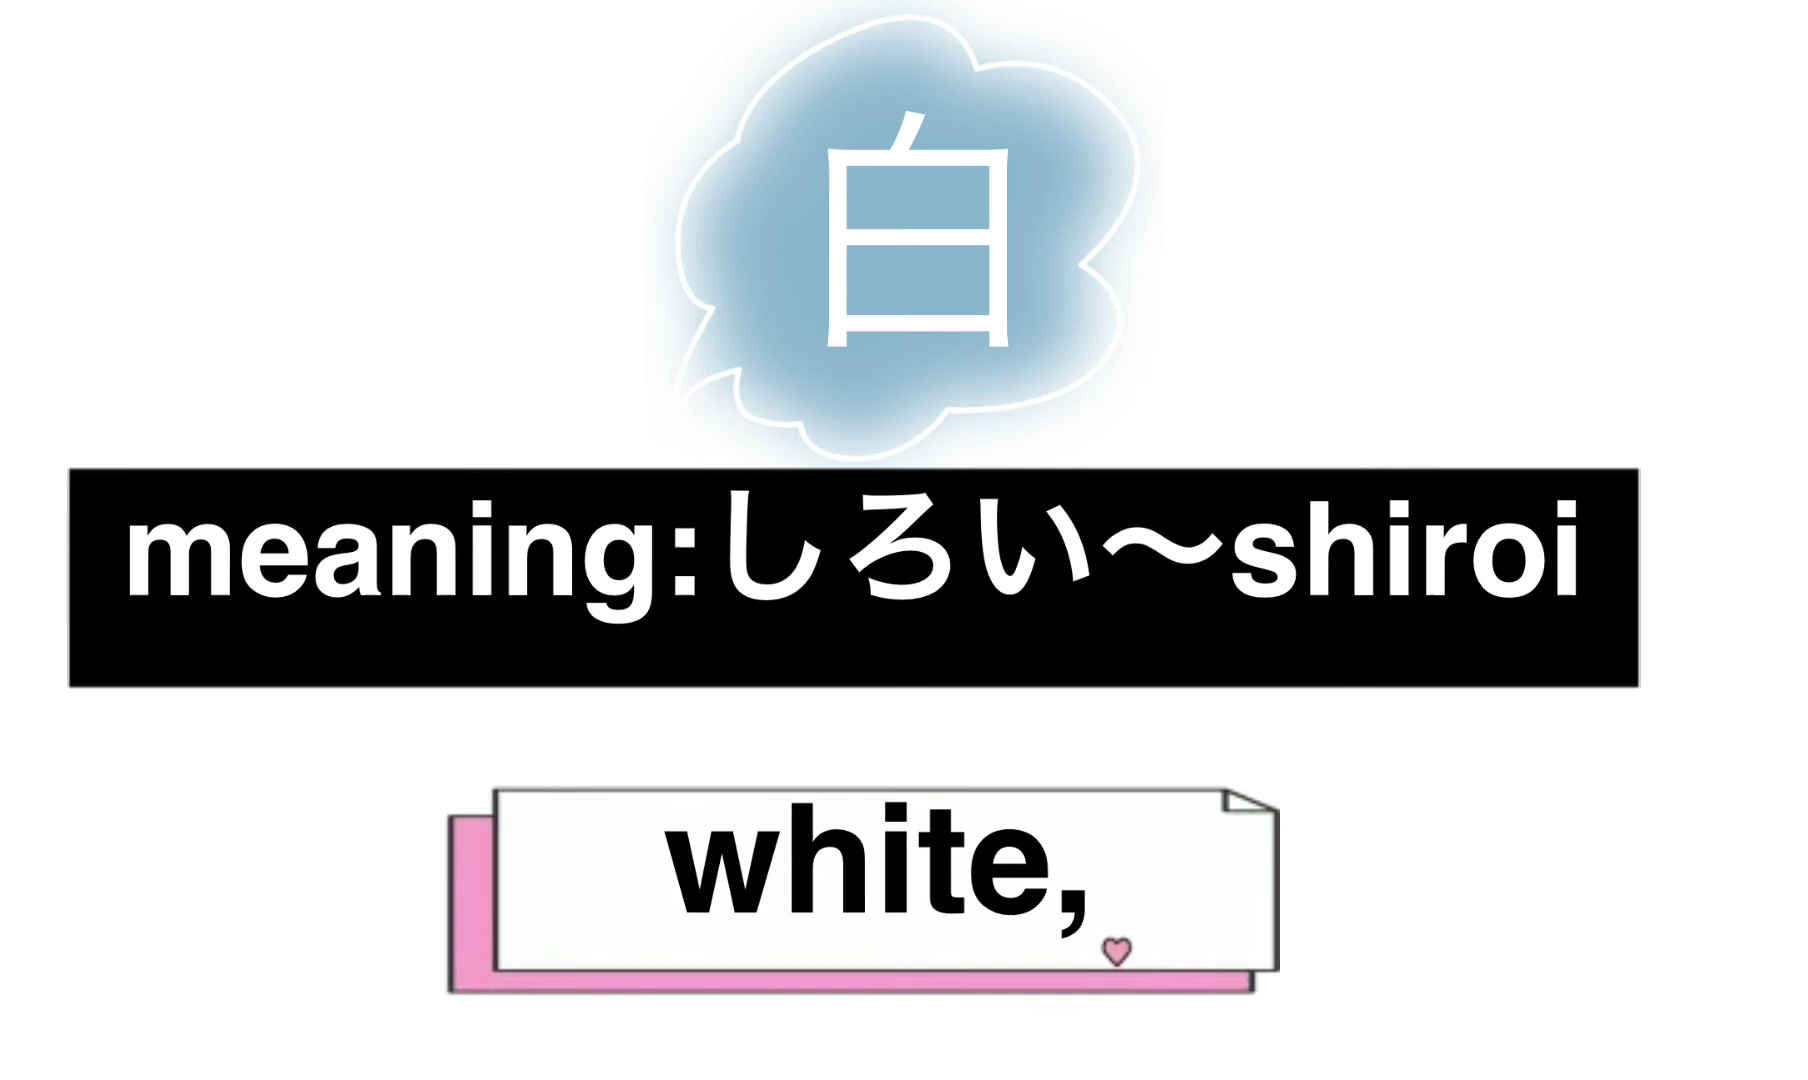 白
meaning:しろい〜shiroi
white,